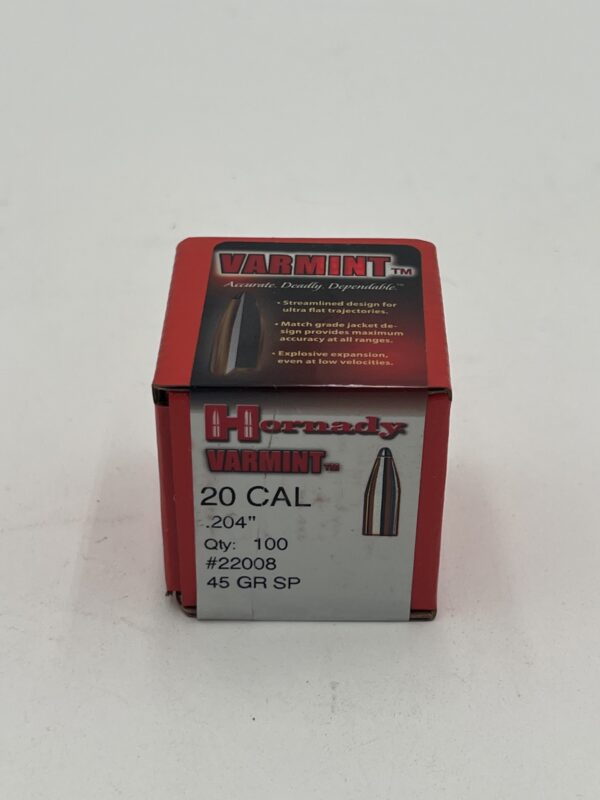 VARMINT™
Accurate. Deadly. Dependable.™
• Streamlined design for
ultra flat trajectories.
• Match grade jacket de-
sign provides maximum
accuracy at all ranges.
• Explosive expansion,
even at low velocities.
Hornady
VARMINT™
20 CAL
.204"
Qty: 100
#22008
45 GR SP